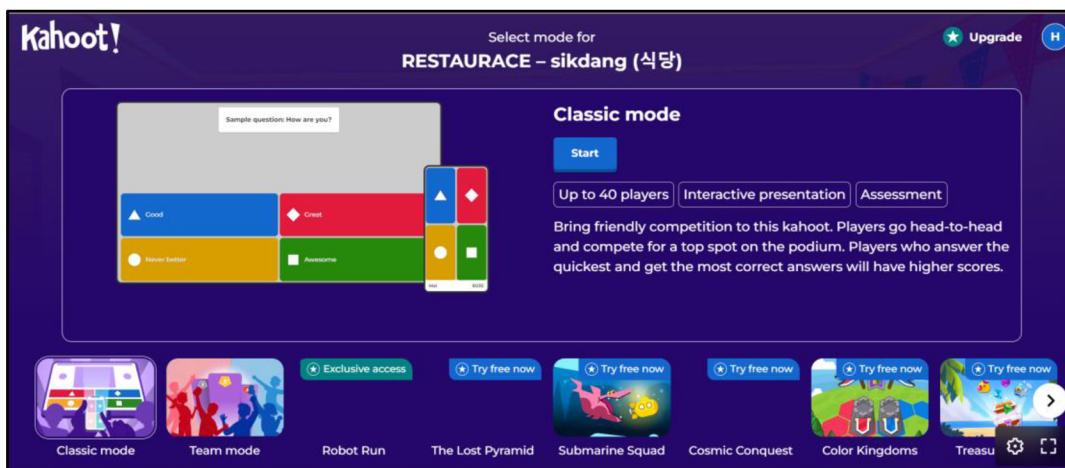 Kahoot!
Select mode for
RESTAURACE – sikdang (식당)
Upgrade
H
Sample question: How are you?
Good
Great
Never better
Awesome
Classic mode
Start
Up to 40 players
Interactive presentation
Assessment
Bring friendly competition to this kahoot. Players go head-to-head
and compete for a top spot on the podium. Players who answer the
quickest and get the most correct answers will have higher scores.
Exclusive access
Try free now
Try free now
Try free now
Try free now
Try free now
Classic mode
Team mode
Robot Run
The Lost Pyramid
Submarine Squad
Cosmic Conquest
Color Kingdoms
Treasu